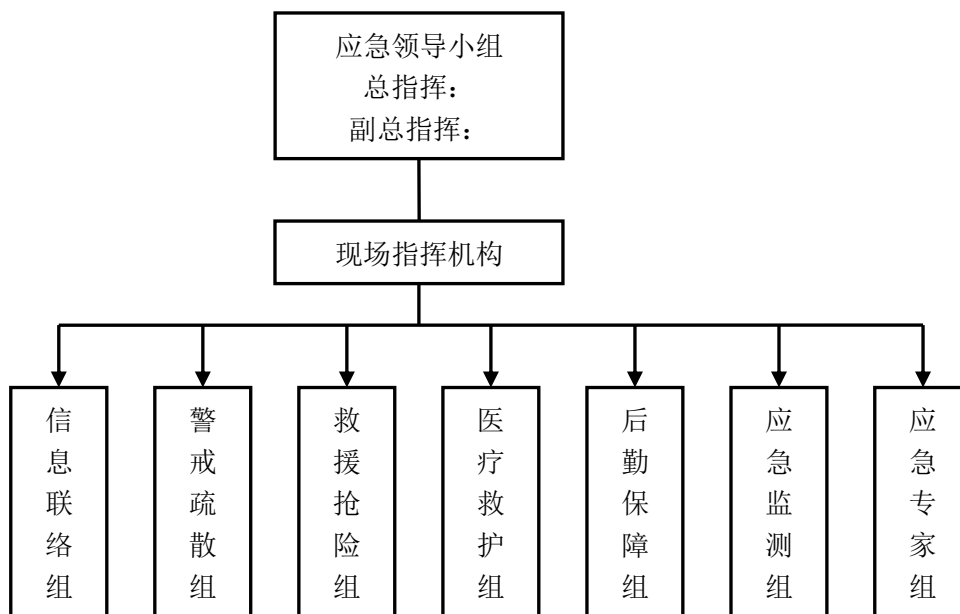 应急领导小组
总指挥：
副总指挥：
现场指挥机构
信息联络组
警戒疏散组
救援抢险组
医疗救护组
后勤保障组
应急监测组
应急专家组